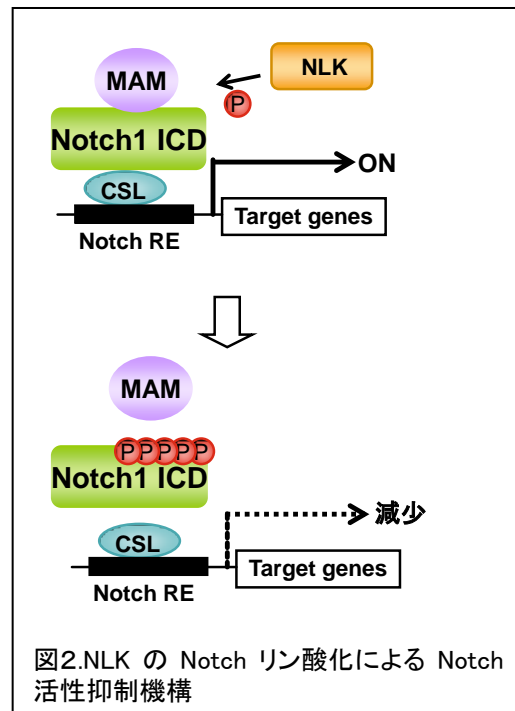 NLK
MAM
P
Notch1 ICD
ON
CSL
Target genes
Notch RE
MAM
PPPPP
Notch1 ICD
減少
CSL
Target genes
Notch RE
図2.NLK の Notch リン酸化による Notch
活性抑制機構